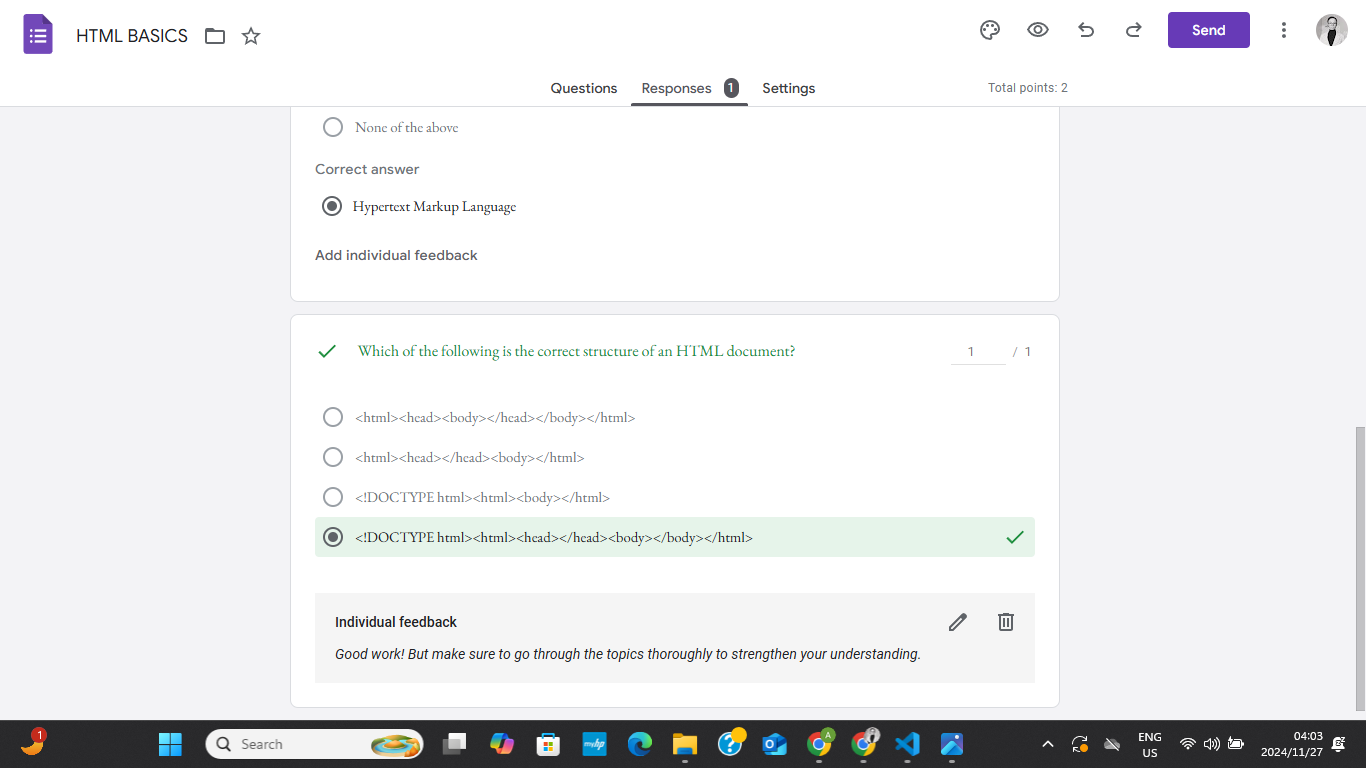 HTML BASICS
Send
Questions
Responses 1
Settings
Total points: 2
None of the above
Correct answer
Hypertext Markup Language
Add individual feedback
Which of the following is the correct structure of an HTML document?
1 / 1
<html><head><body></head></body></html>
<html><head></head><body></html>
<!DOCTYPE html><html><body></html>
<!DOCTYPE html><html><head></head><body></body></html>
Individual feedback
Good work! But make sure to go through the topics thoroughly to strengthen your understanding.
1
Search
myhp
?
A
ENG
US
04:03
2024/11/27